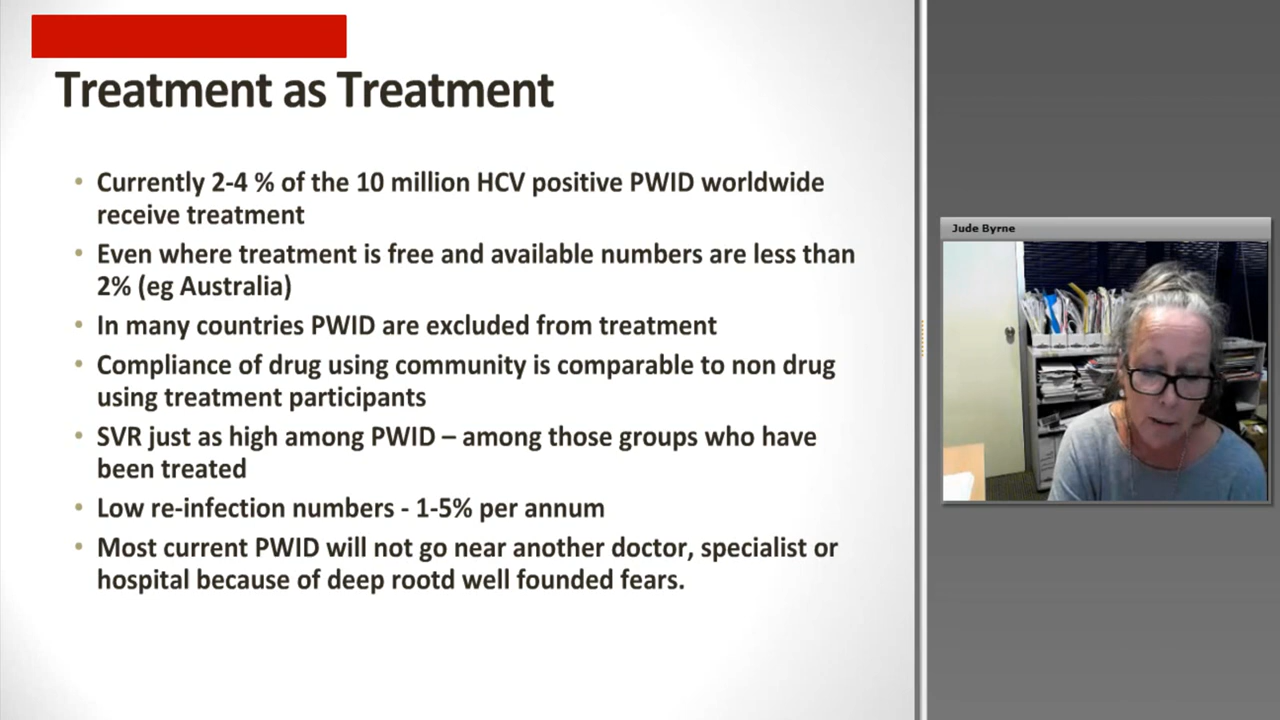 Treatment as Treatment
• Currently 2-4 % of the 10 million HCV positive PWID worldwide
receive treatment
• Even where treatment is free and available numbers are less than
2% (eg Australia)
• In many countries PWID are excluded from treatment
• Compliance of drug using community is comparable to non drug
using treatment participants
• SVR just as high among PWID – among those groups who have
been treated
• Low re-infection numbers - 1-5% per annum
• Most current PWID will not go near another doctor, specialist or
hospital because of deep rootd well founded fears.
Jude Byrne